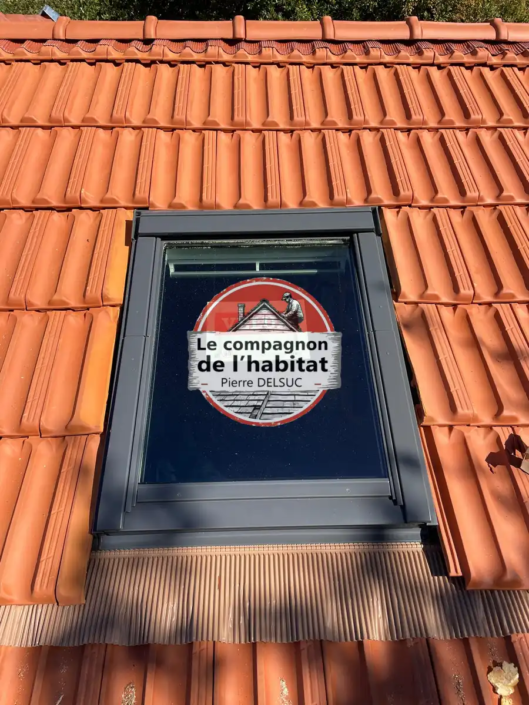 Le compagnon
de l'habitat
– Pierre DELSUC –